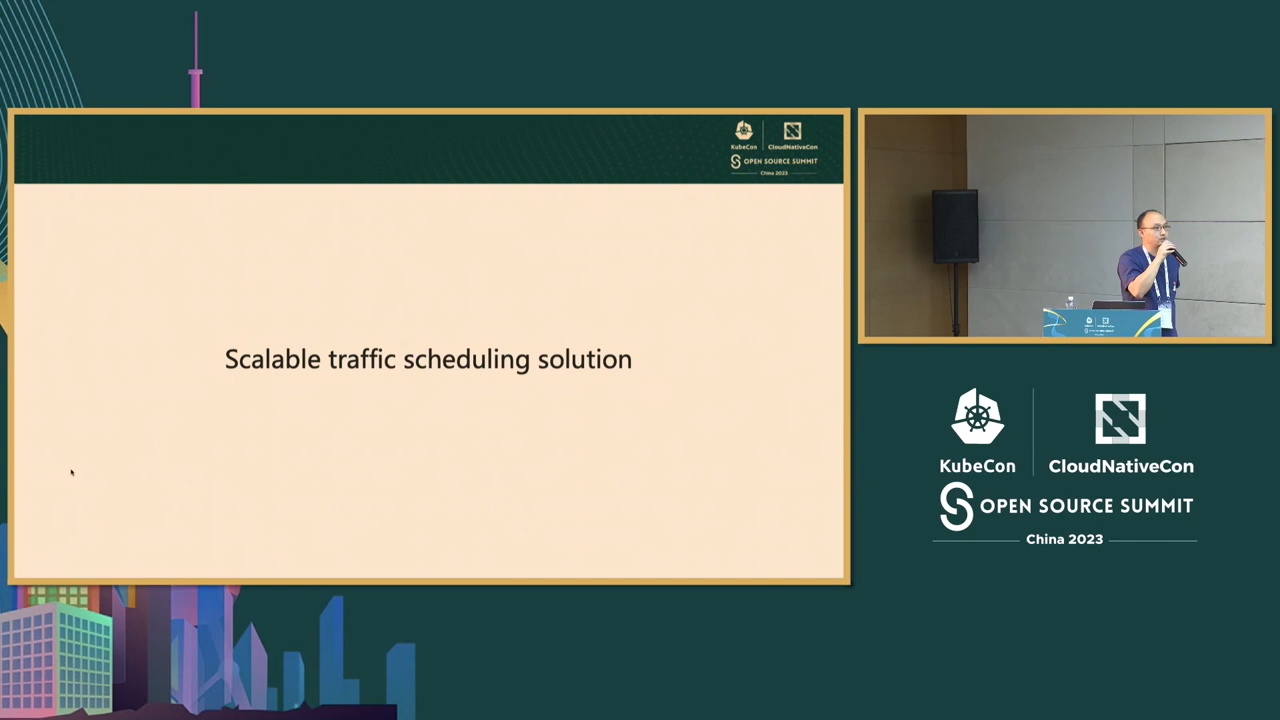 KubeCon
CloudNativeCon
OPEN SOURCE SUMMIT
China 2023
Scalable traffic scheduling solution
KubeCon
CloudNativeCon
OPEN SOURCE SUMMIT
China 2023